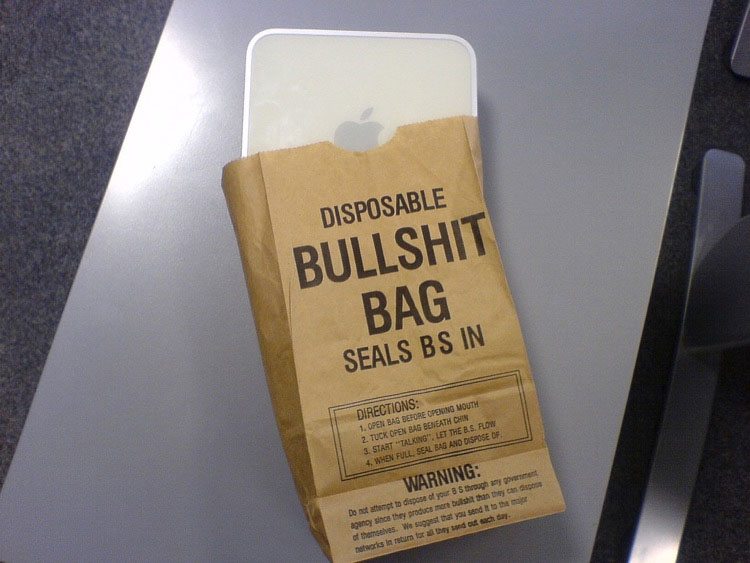 DISPOSABLE
BULLSHIT
BAG
SEALS B S IN
DIRECTIONS:
1. OPEN BAG BEFORE OPENING MOUTH
2. TUCK OPEN BAG BENEATH CHIN
3. START "TALKING", LET THE B.S. FLOW
4. WHEN FULL, SEAL BAG AND DISPOSE OF.
WARNING:
Do not attempt to dispose of your B S through any government
agency since they produce more bullshit than they can dispose
of themselves. We suggest that you send it to the major
networks in return for all they send out each day.